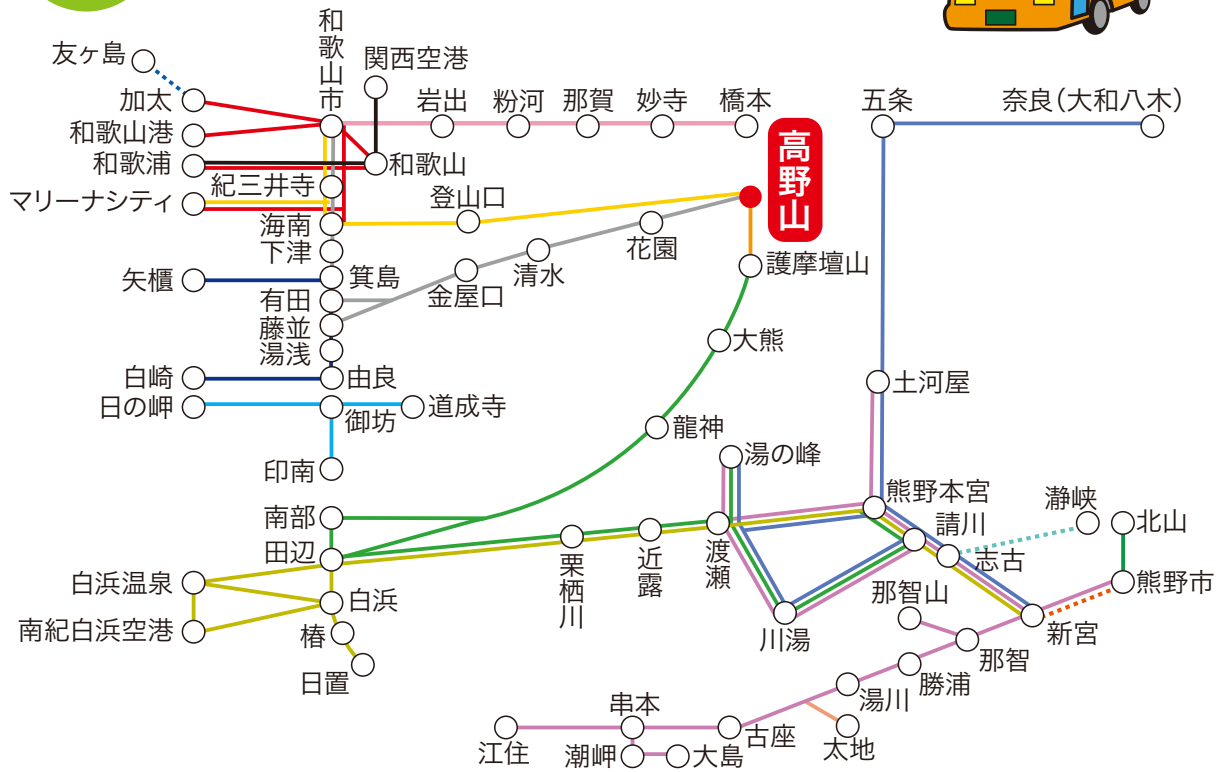 和歌山市
友ヶ島
関西空港
加太
岩出
粉河
那賀
妙寺
橋本
五条
奈良(大和八木)
和歌山港
和歌浦
和歌山
高野山
紀三井寺
マリーナシティ
登山口
海南
花園
下津
清水
護摩壇山
矢櫃
箕島
金屋口
有田
藤並
大熊
湯浅
白崎
由良
土河屋
日の岬
御坊
道成寺
龍神
湯の峰
印南
熊野本宮
瀞峡
南部
請川
北山
田辺
栗栖川
近露
渡瀬
志古
白浜温泉
熊野市
白浜
那智山
南紀白浜空港
椿
川湯
新宮
那智
日置
勝浦
湯川
串本
古座
太地
江住
潮岬
大島